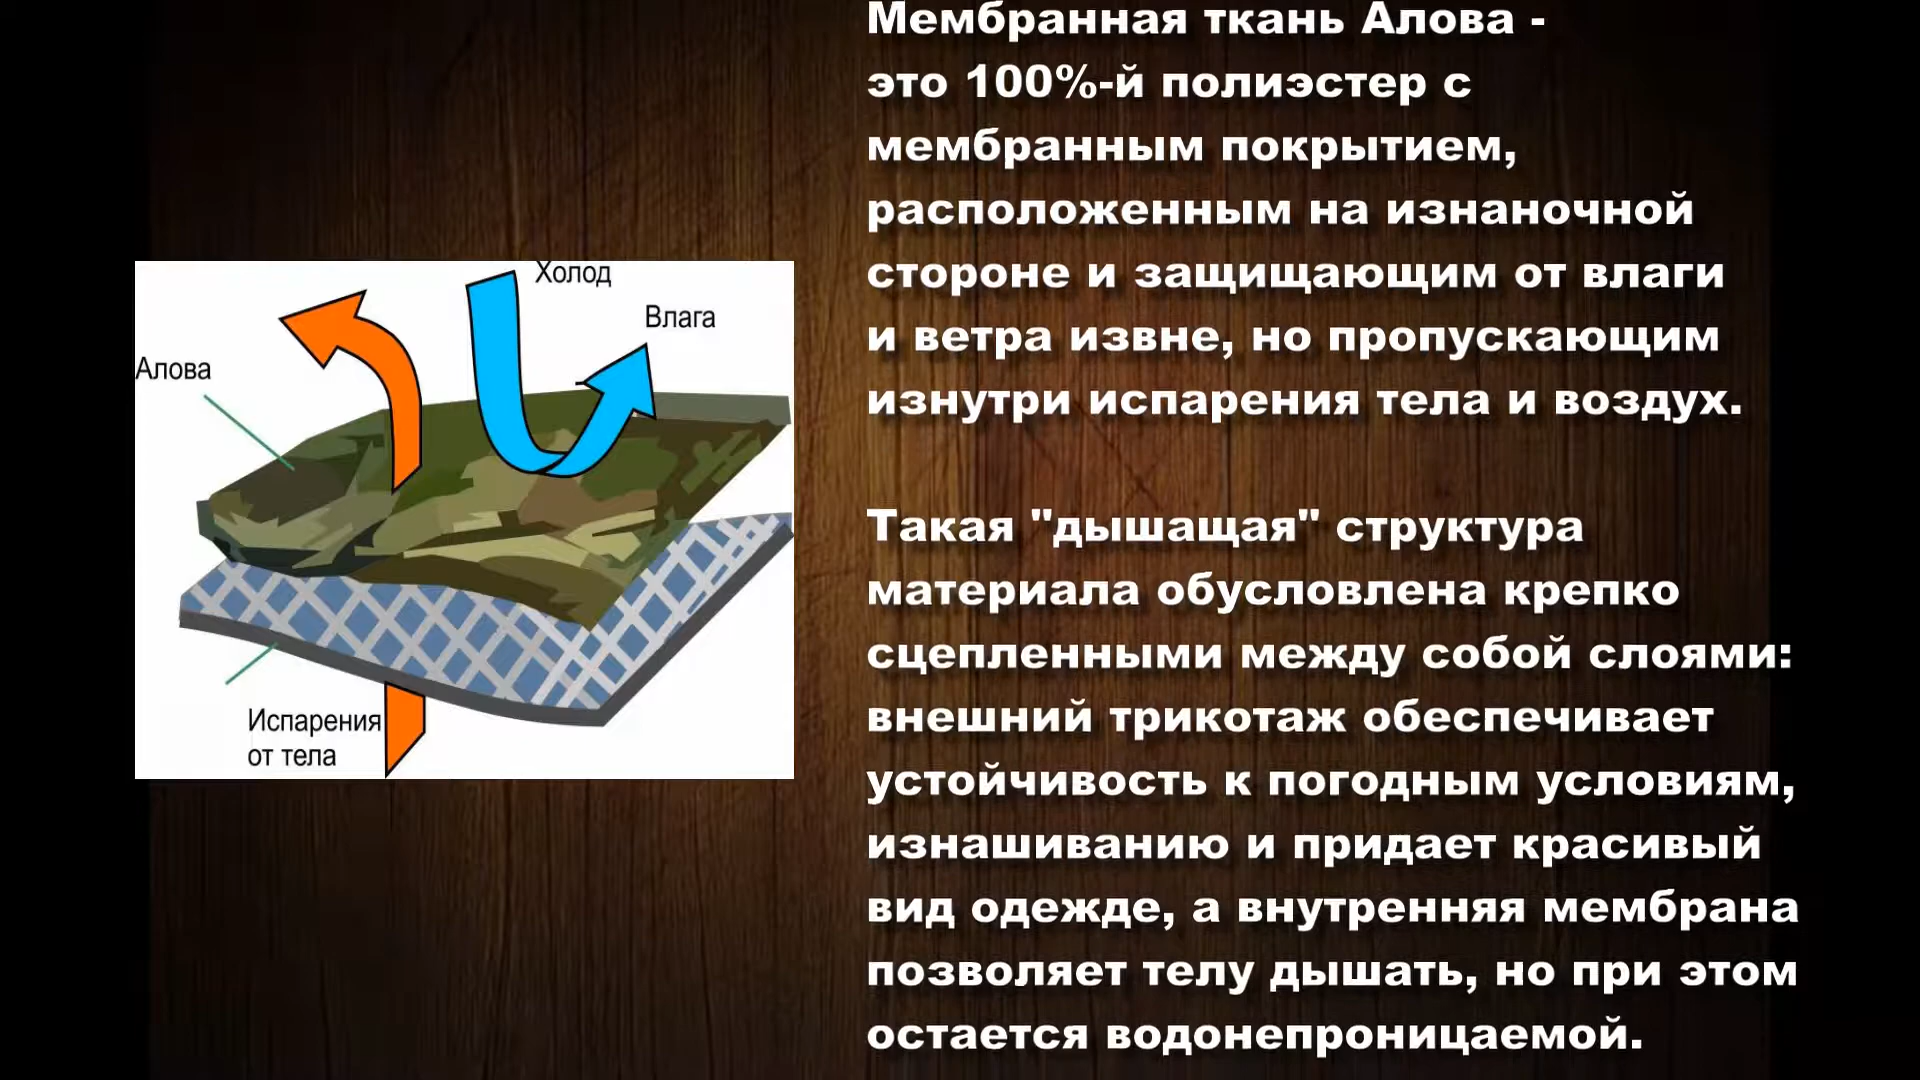 Холод
Влага
Алова
Испарения
от тела
Мембранная ткань Алова -
это 100%-й полиэстер с
мембранным покрытием,
расположенным на изнаночной
стороне и защищающим от влаги
и ветра извне, но пропускающим
изнутри испарения тела и воздух.
Такая "дышащая" структура
материала обусловлена крепко
сцепленными между собой слоями:
внешний трикотаж обеспечивает
устойчивость к погодным условиям,
изнашиванию и придает красивый
вид одежде, а внутренняя мембрана
позволяет телу дышать, но при этом
остается водонепроницаемой.